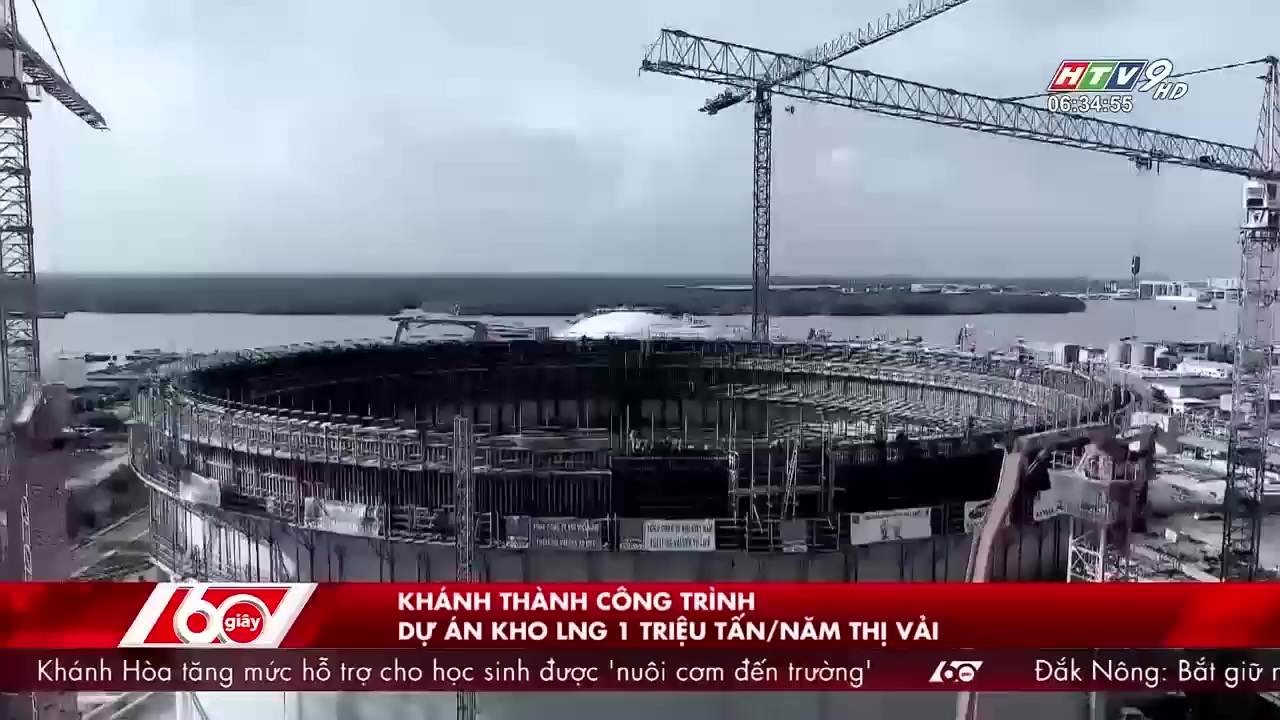 HTV9 HD
06:34:55
60 giây
KHÁNH THÀNH CÔNG TRÌNH
DỰ ÁN KHO LNG 1 TRIỆU TẤN/NĂM THỊ VẢI
Khánh Hòa tăng mức hỗ trợ cho học sinh được 'nuôi cơm đến trường' 60 Đắk Nông: Bắt giữ